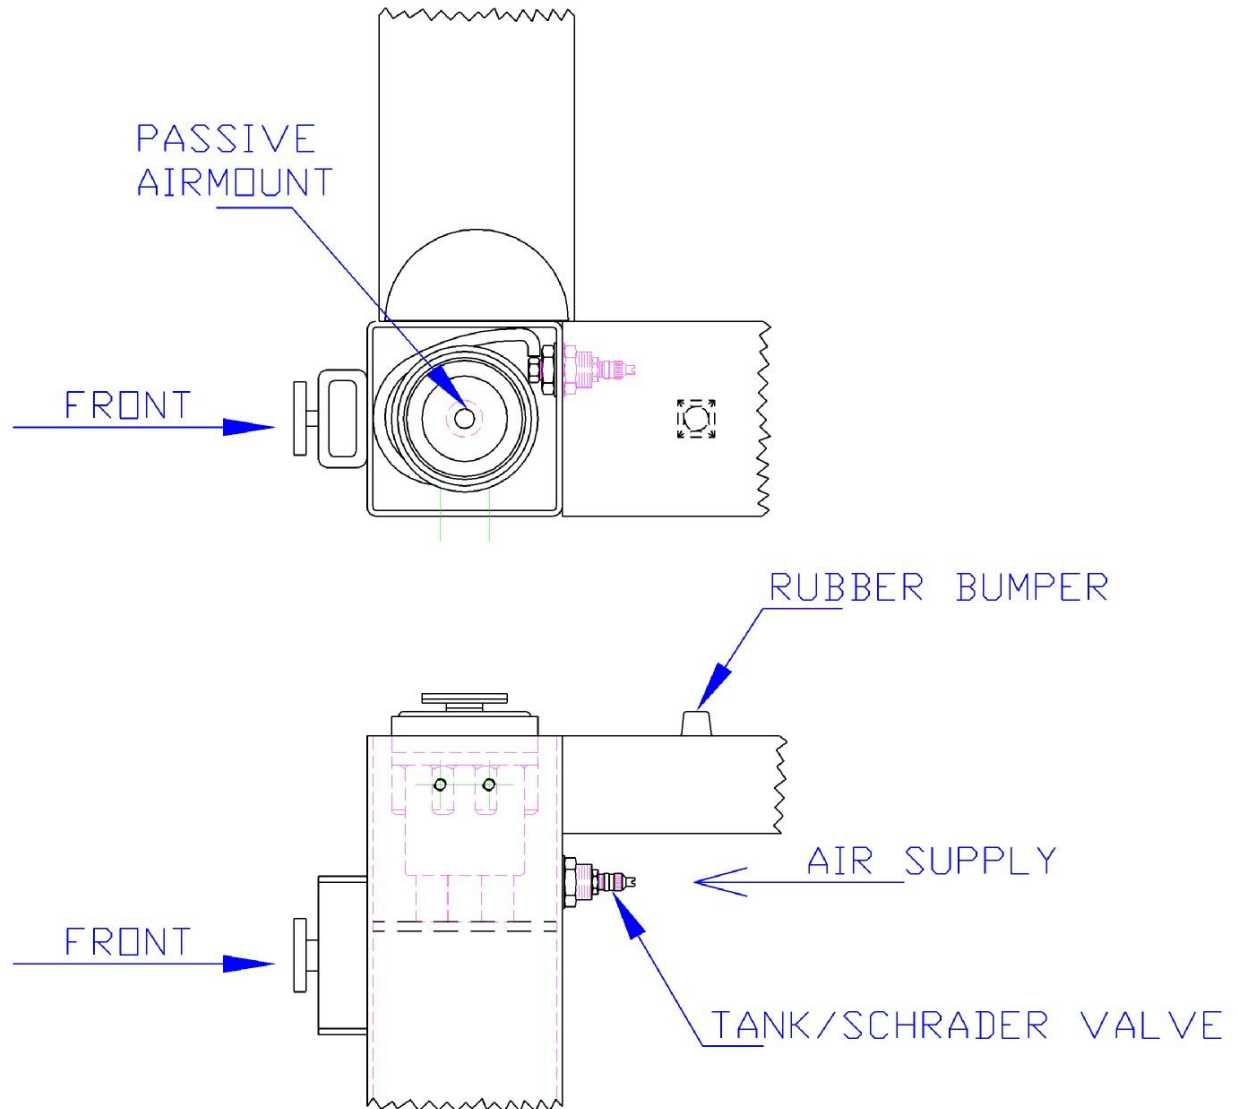 PASSIVE
AIRMOUNT
FRONT
RUBBER BUMPER
AIR SUPPLY
FRONT
TANK/SCHRADER VALVE